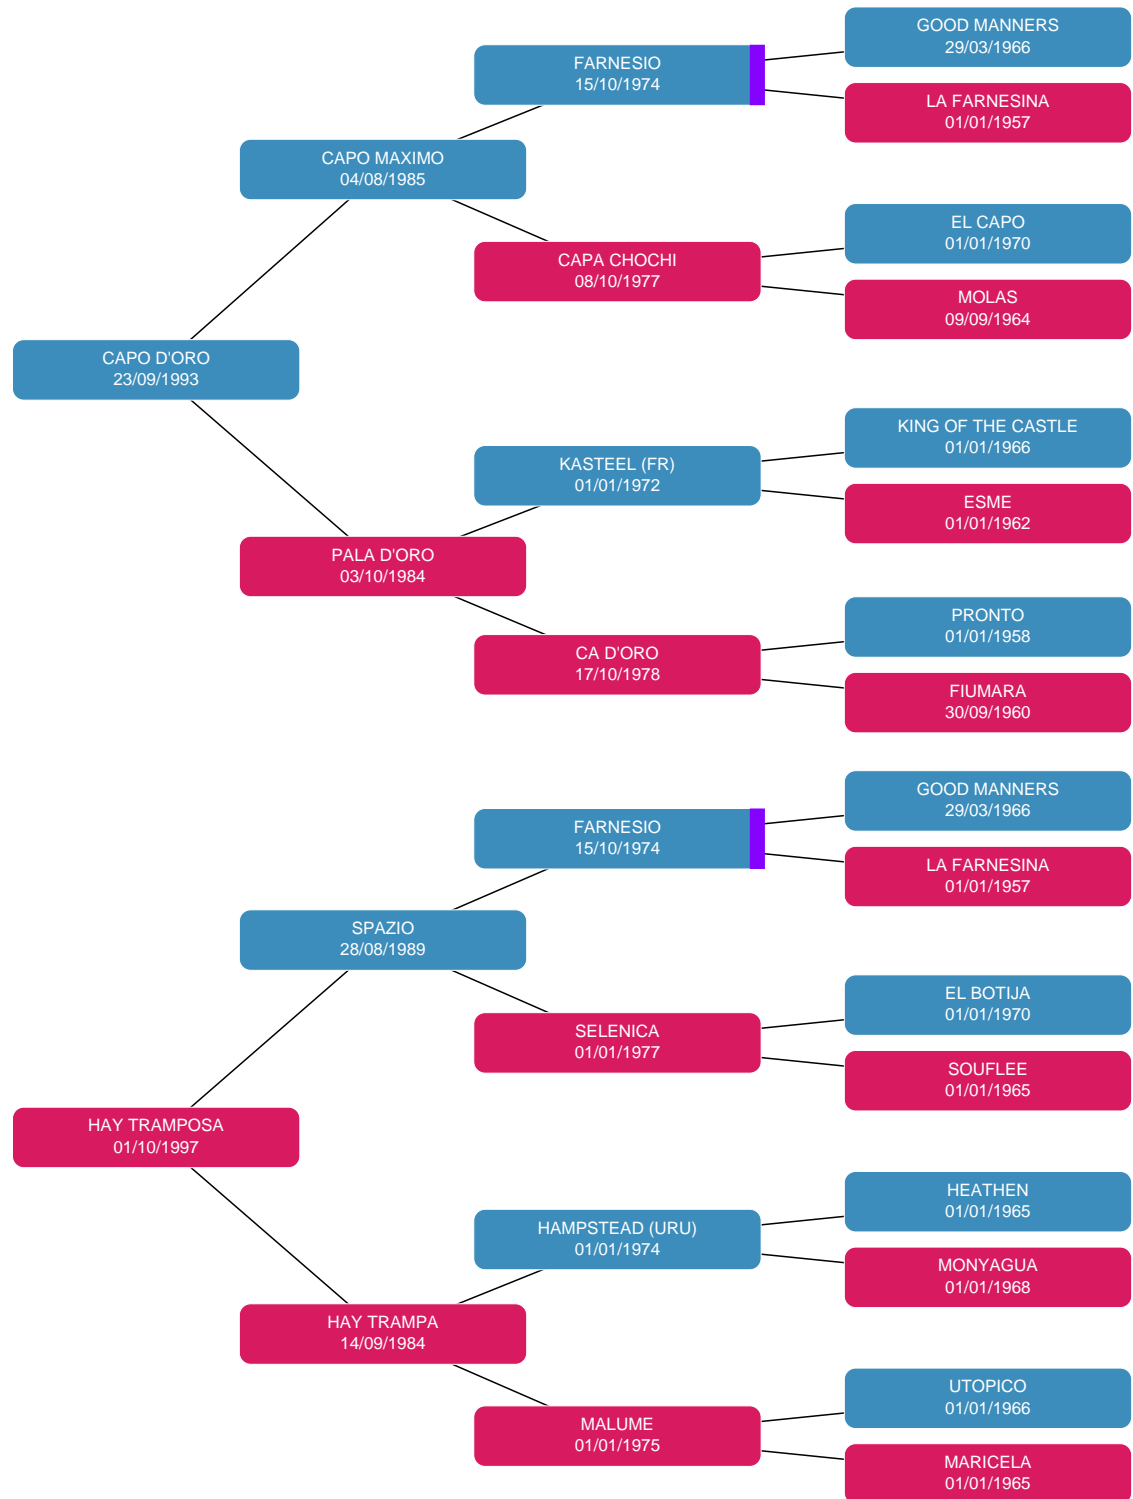 GOOD MANNERS
29/03/1966
FARNESIO
15/10/1974
LA FARNESINA
01/01/1957
CAPO MAXIMO
04/08/1985
EL CAPO
01/01/1970
CAPA CHOCHI
08/10/1977
MOLAS
09/09/1964
CAPO D'ORO
23/09/1993
KING OF THE CASTLE
01/01/1966
KASTEEL (FR)
01/01/1972
ESME
01/01/1962
PALA D'ORO
03/10/1984
PRONTO
01/01/1958
CA D'ORO
17/10/1978
FIUMARA
30/09/1960
GOOD MANNERS
29/03/1966
FARNESIO
15/10/1974
LA FARNESINA
01/01/1957
SPAZIO
28/08/1989
EL BOTIJA
01/01/1970
SELENICA
01/01/1977
SOUFLEE
01/01/1965
HAY TRAMPOSA
01/10/1997
HEATHEN
01/01/1965
HAMPSTEAD (URU)
01/01/1974
MONYAGUA
01/01/1968
HAY TRAMPA
14/09/1984
UTOPICO
01/01/1966
MALUME
01/01/1975
MARICELA
01/01/1965